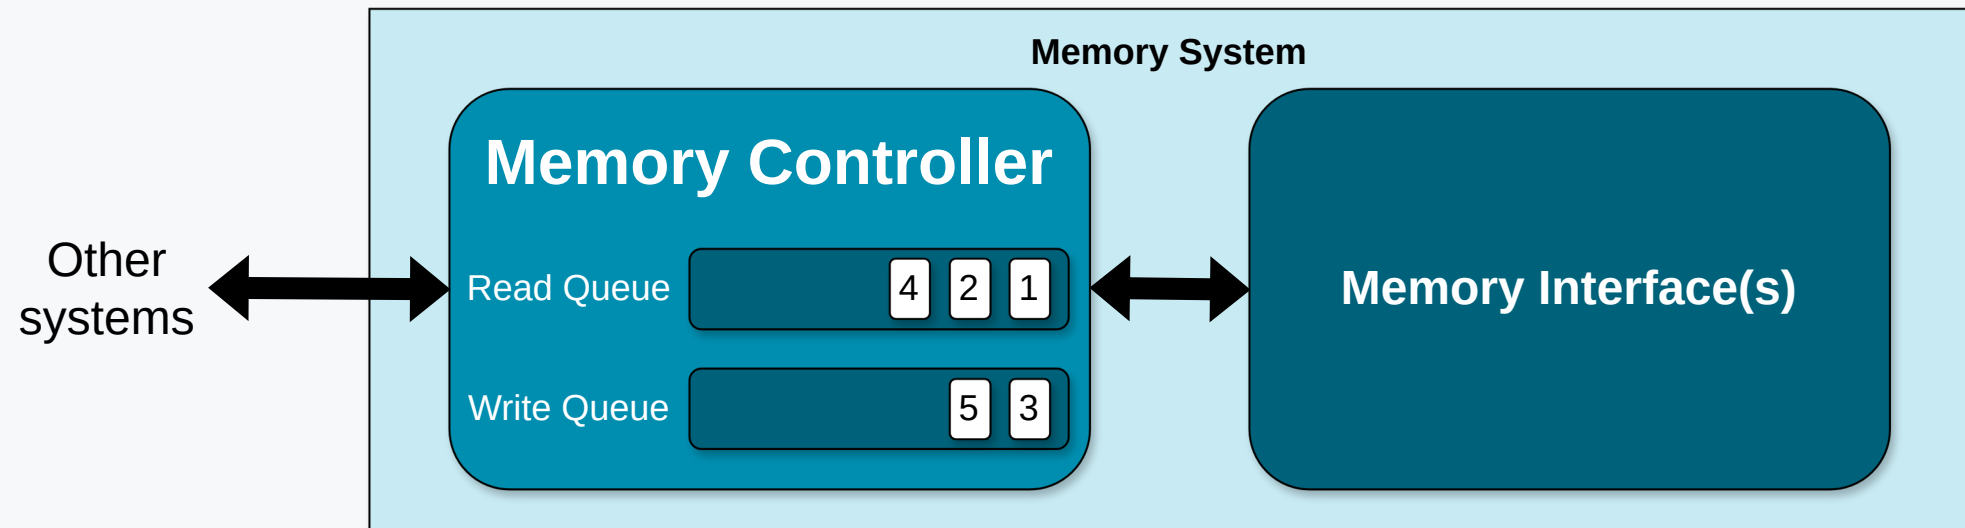 Memory System
Memory Controller
Other
systems
Read Queue
4 2 1
Write Queue
5 3
Memory Interface(s)